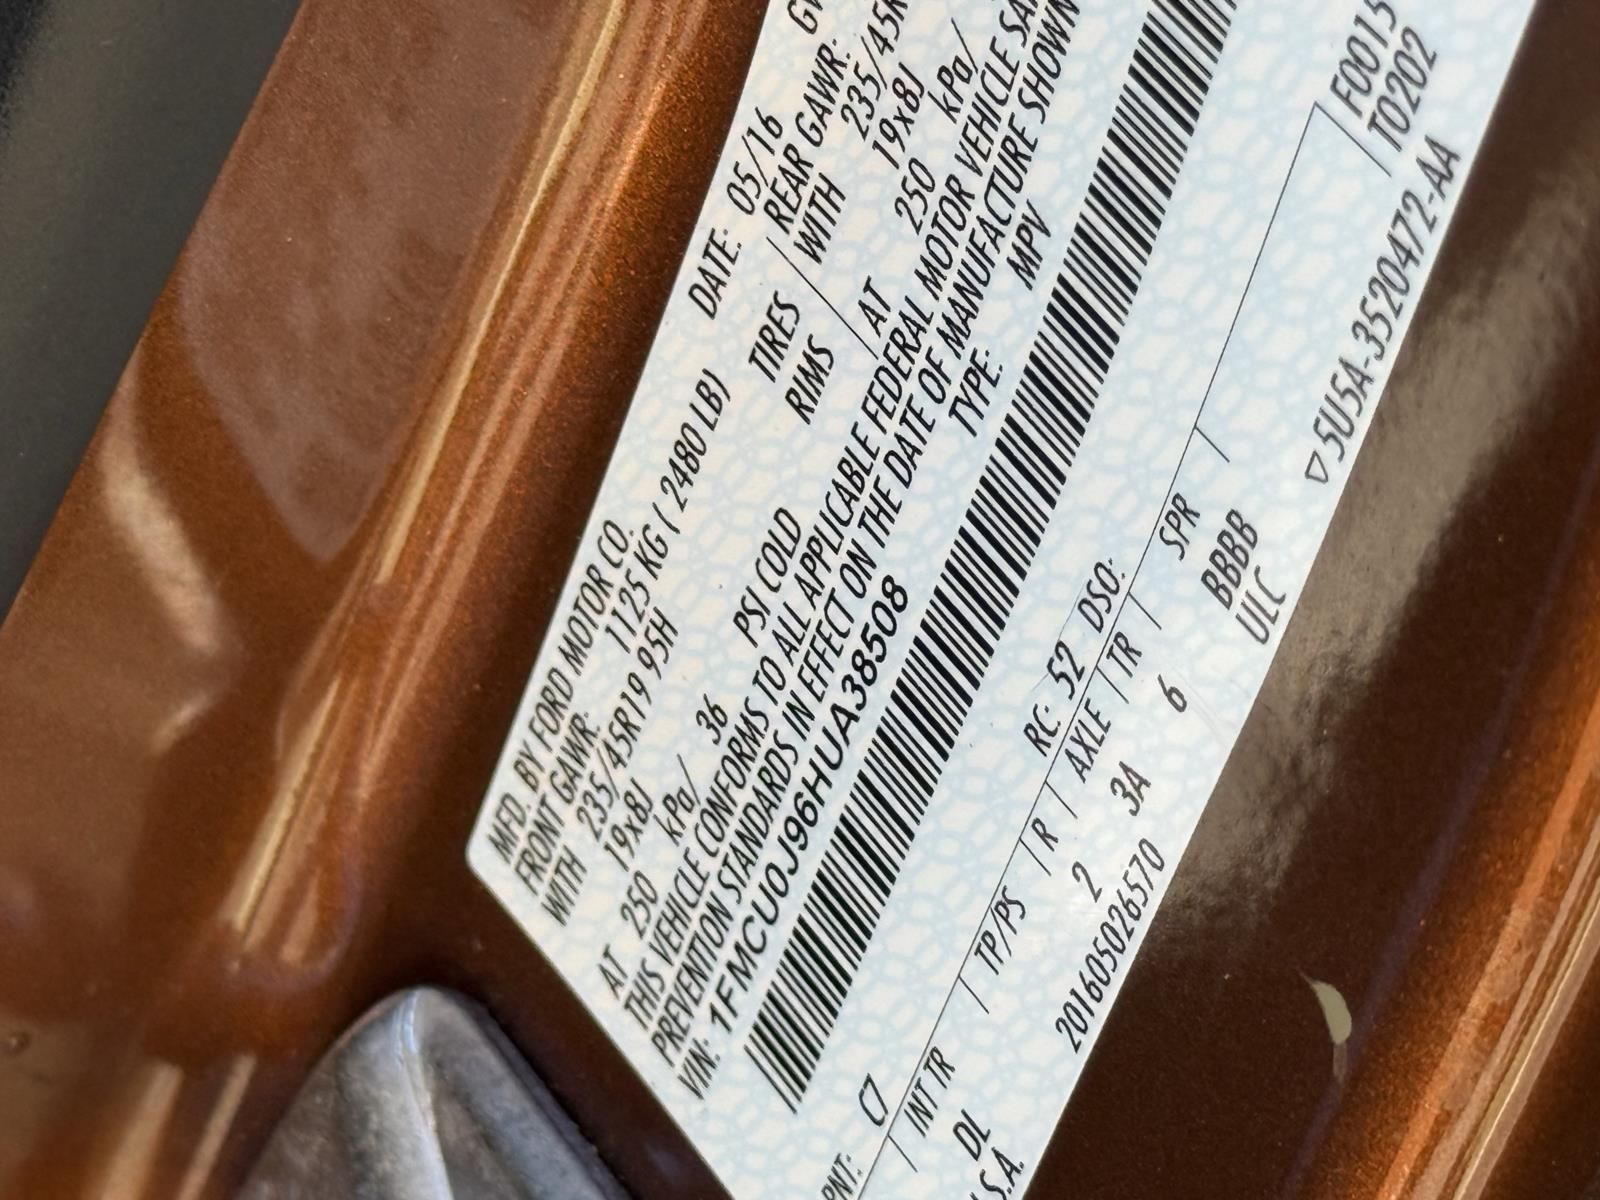 MFD. BY FORD MOTOR CO.
DATE: 05/16
FRONT GAWR: 1125 KG ( 2480 LB)
REAR GAWR:
WITH 235/45R19 95H TIRES
WITH 235/45R
19x8J RIMS
19x8J
AT 250 kPa/ 36 PSI COLD
AT 250 kPa/
THIS VEHICLE CONFORMS TO ALL APPLICABLE FEDERAL MOTOR VEHICLE
PREVENTION STANDARDS IN EFFECT ON THE DATE OF MANUFACTURE SHOWN
VIN: 1FMCU0J96HUA38508
TYPE: MPV
PNT: C7 RC: 52 DSO:
F0015
T0202
INT TR TP/PS R AXLE TR SPR
DL 2 3A 6 BBBB
ULC
201605026570
▽5U5A-3520472-AA